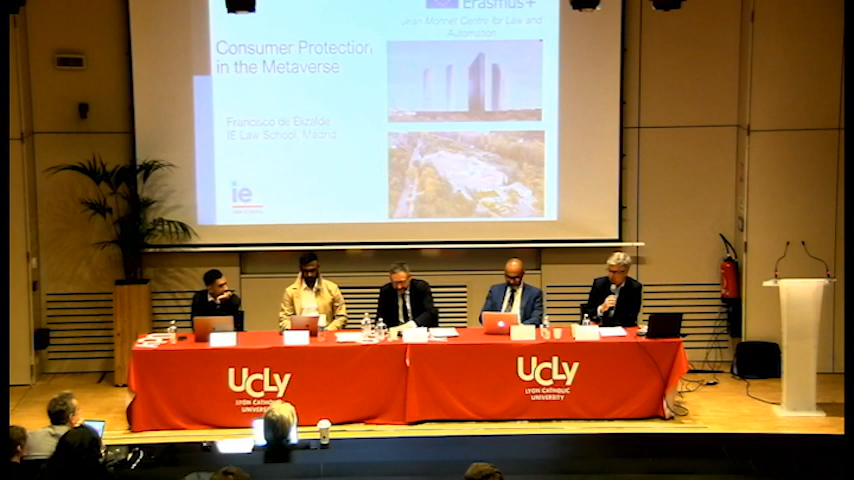 Erasmus+
Jean Monnet Centre for Law and
Automation
Consumer Protection
in the Metaverse
Francisco de Elizalde
IE Law School, Madrid
ie
UCLy
LYON CATHOLIC
UNIVERSITY
UCLy
LYON CATHOLIC
UNIVERSITY